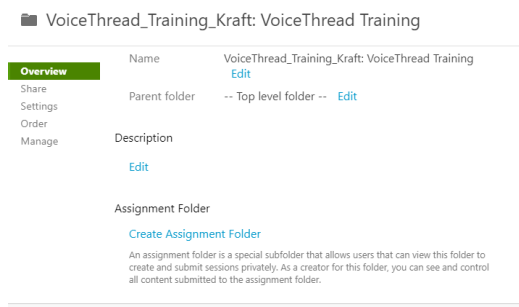 VoiceThread_Training_Kraft: VoiceThread Training
Overview
Share
Settings
Order
Manage
Name VoiceThread_Training_Kraft: VoiceThread Training
Edit
Parent folder -- Top level folder -- Edit
Description
Edit
Assignment Folder
Create Assignment Folder
An assignment folder is a special subfolder that allows users that can view this folder to
create and submit sessions privately. As a creator for this folder, you can see and control
all content submitted to the assignment folder.